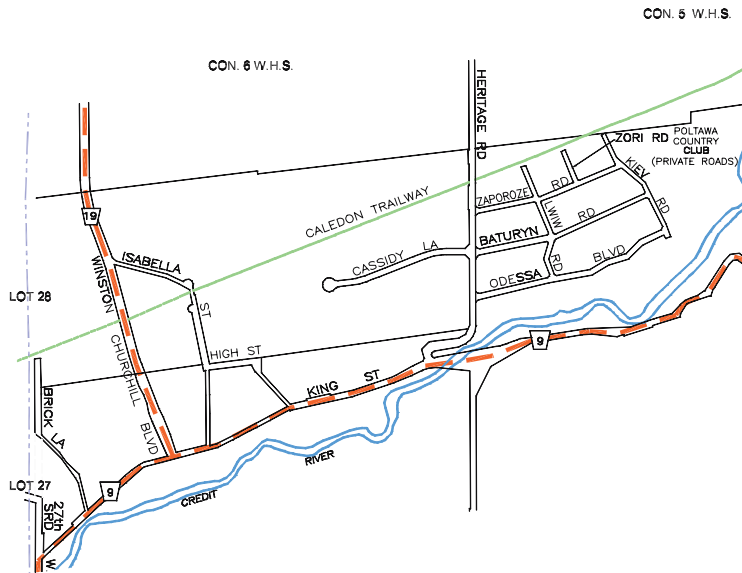 CON. 5 W.H.S.
CON. 6 W.H.S.
HERITAGE RD
ZORI RD
POLTAWA
COUNTRY
CLUB
(PRIVATE ROADS)
KIEV RD
ZAPOROZE RD
LWIW RD
BATURYN RD
ODESSA BLVD
CALEDON TRAILWAY
CASSIDY LA
19
ISABELLA ST
WINSTON CHURCHILL BLVD
LOT 28
HIGH ST
9
KING ST
BRICK LA
RIVER
CREDIT
LOT 27
9
27th
SRD
W.